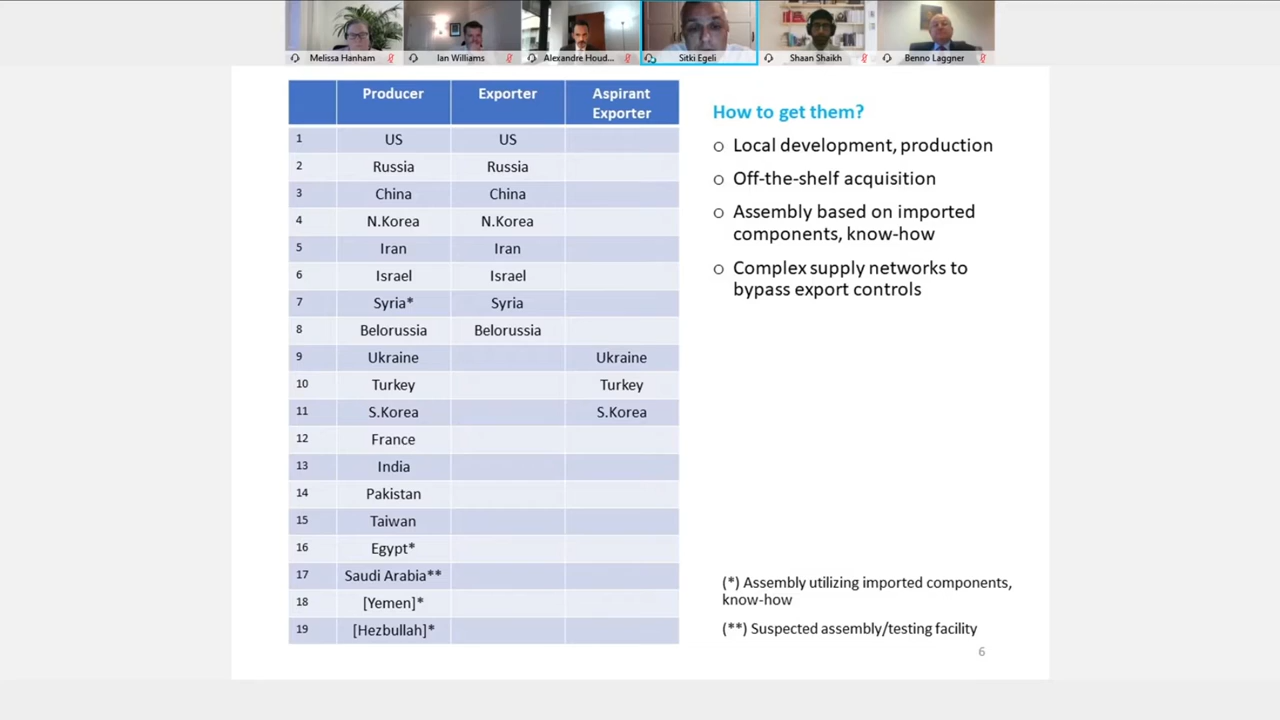 Melissa Hanham
Ian Williams
Alexandre Houd...
Sitki Egeli
Shaan Shaikh
Benno Laggner
Producer Exporter Aspirant
Exporter
1 US US
2 Russia Russia
3 China China
4 N.Korea N.Korea
5 Iran Iran
6 Israel Israel
7 Syria* Syria
8 Belorussia Belorussia
9 Ukraine Ukraine
10 Turkey Turkey
11 S.Korea S.Korea
12 France
13 India
14 Pakistan
15 Taiwan
16 Egypt*
17 Saudi Arabia**
18 [Yemen]*
19 [Hezbullah]*
How to get them?
o Local development, production
o Off-the-shelf acquisition
o Assembly based on imported
components, know-how
o Complex supply networks to
bypass export controls
(*) Assembly utilizing imported components,
know-how
(**) Suspected assembly/testing facility
6